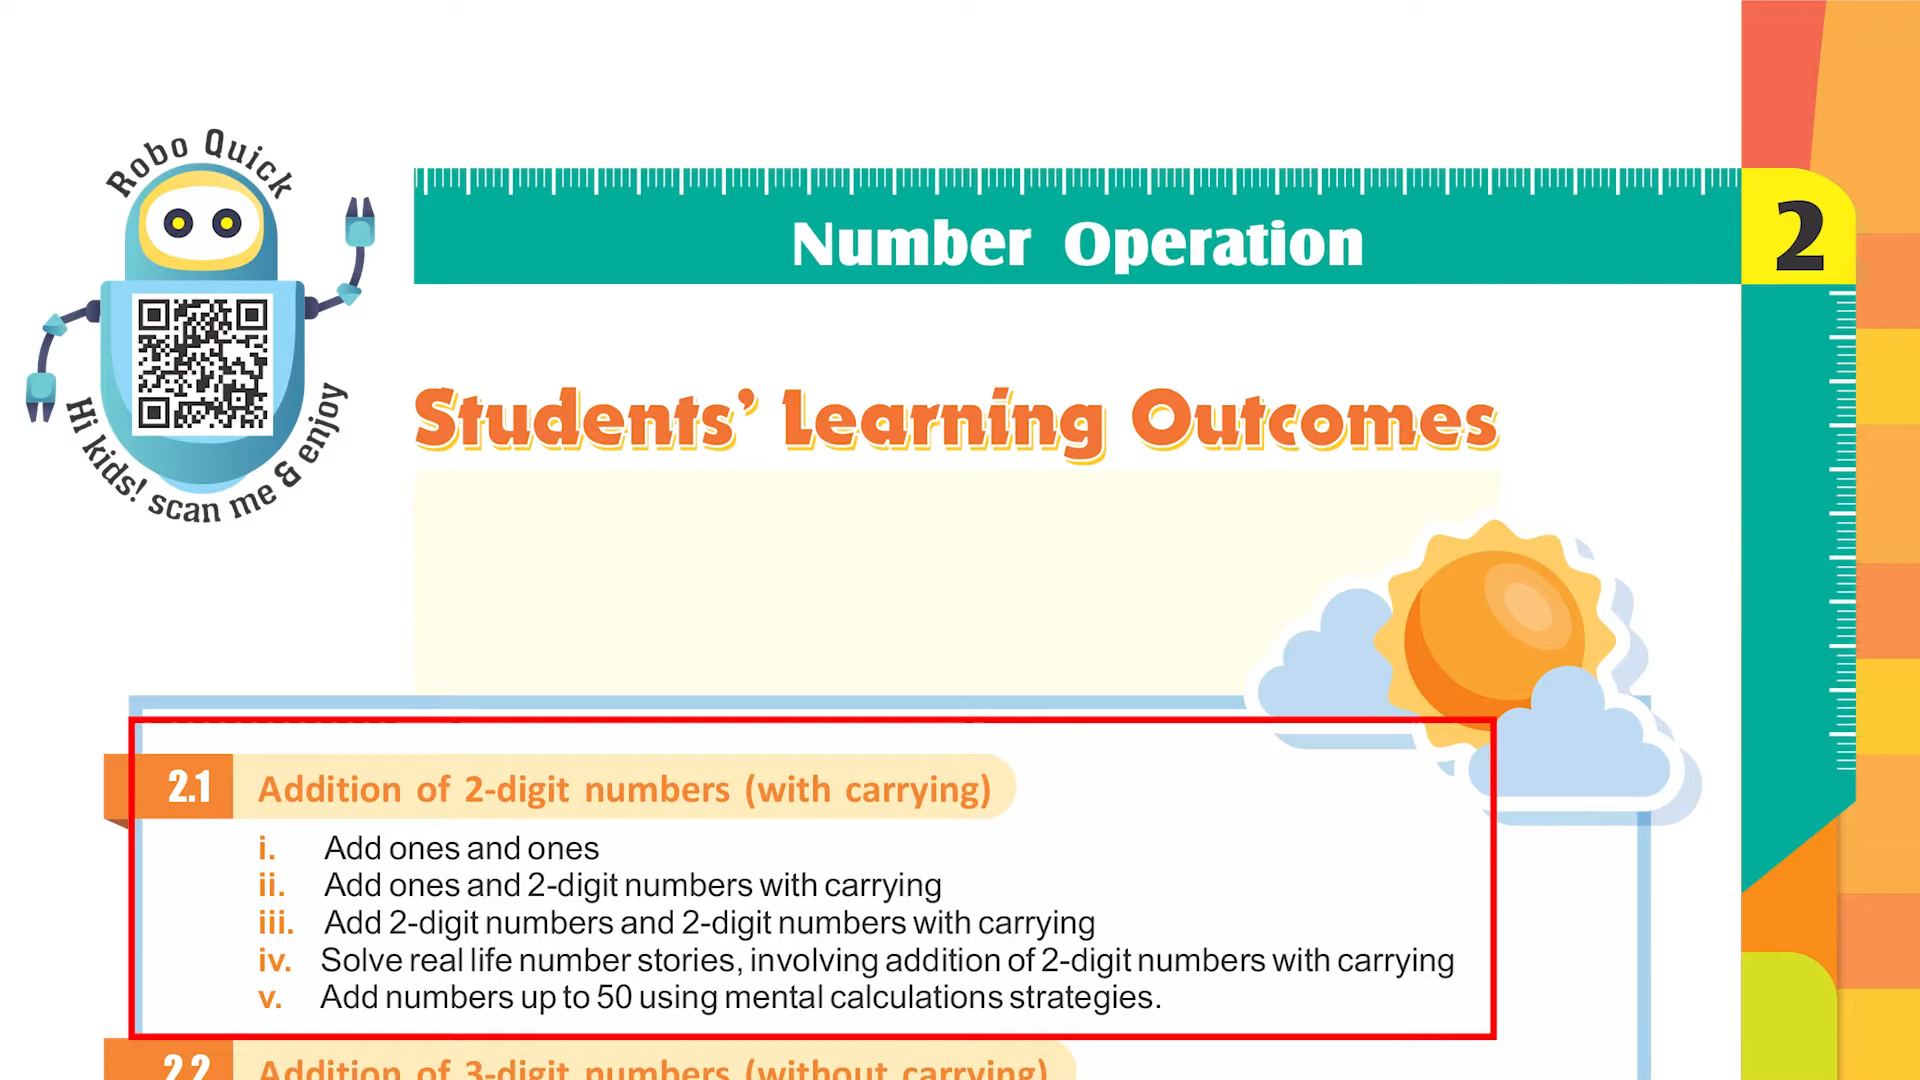 Robo Quick
Hi kids! scan me & enjoy
Number Operation
2
Students' Learning Outcomes
2.1 Addition of 2-digit numbers (with carrying)
i. Add ones and ones
ii. Add ones and 2-digit numbers with carrying
iii. Add 2-digit numbers and 2-digit numbers with carrying
iv. Solve real life number stories, involving addition of 2-digit numbers with carrying
v. Add numbers up to 50 using mental calculations strategies.
2.2 Addition of 3-digit numbers (without carrying)